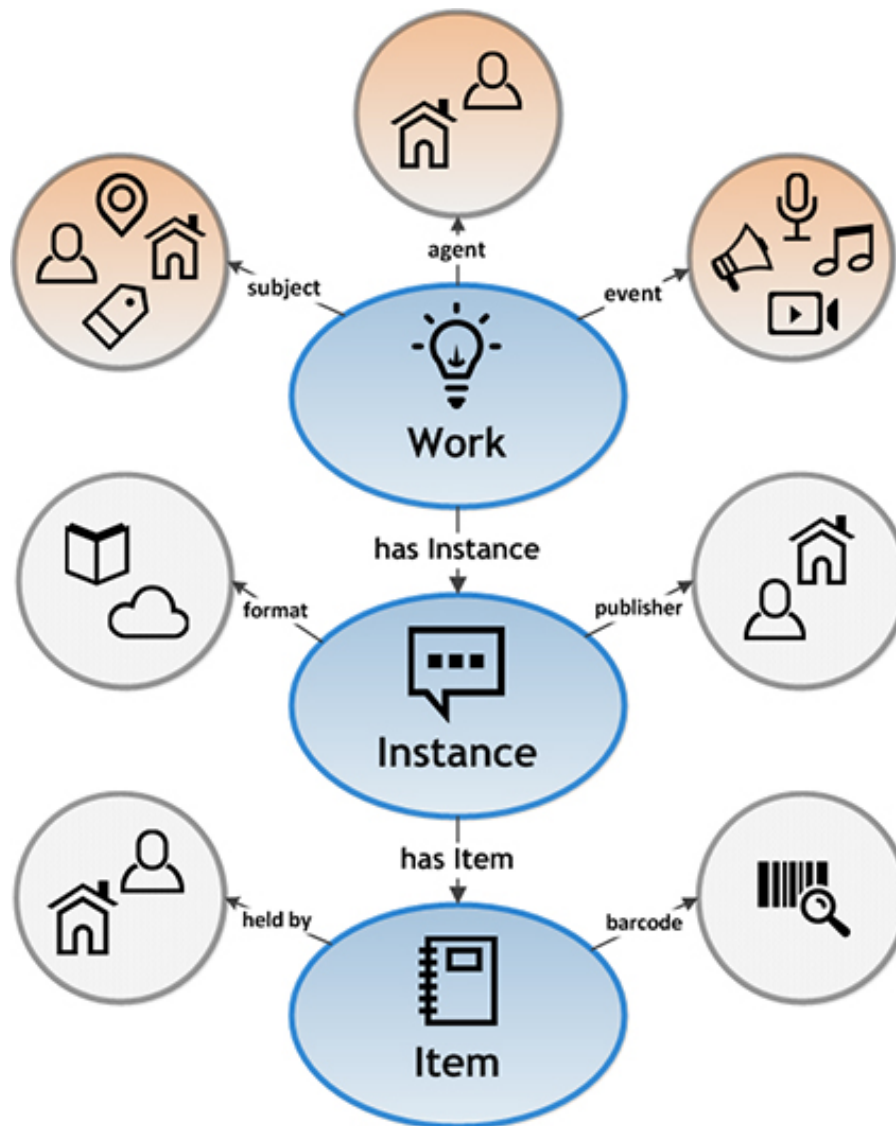 agent
subject
event
Work
has Instance
format
publisher
Instance
has Item
held by
barcode
Item